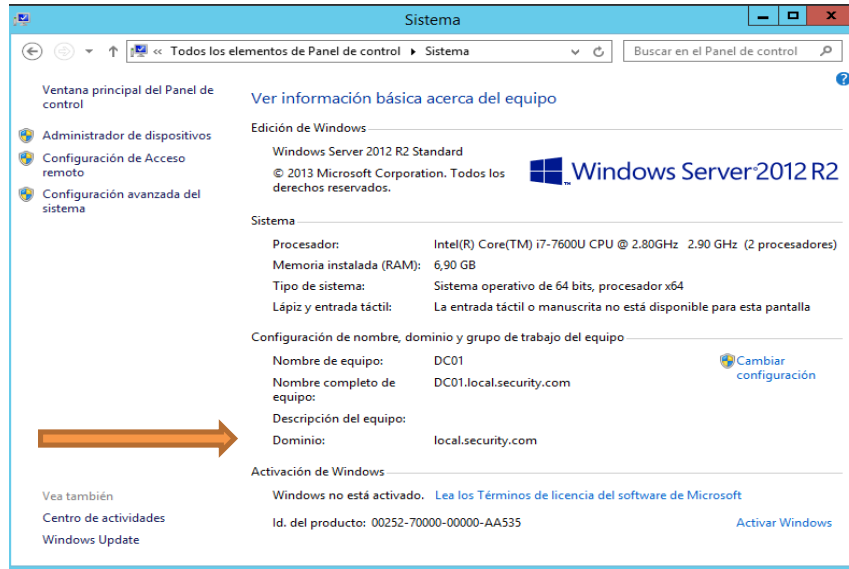 Sistema
« Todos los elementos de Panel de control ▸ Sistema
Buscar en el Panel de control
Ventana principal del Panel de
control
Administrador de dispositivos
Configuración de Acceso
remoto
Configuración avanzada del
sistema
Ver información básica acerca del equipo
Edición de Windows
Windows Server 2012 R2 Standard
© 2013 Microsoft Corporation. Todos los
derechos reservados.
Windows Server 2012 R2
Sistema
Procesador: Intel(R) Core(TM) i7-7600U CPU @ 2.80GHz 2.90 GHz (2 procesadores)
Memoria instalada (RAM): 6,90 GB
Tipo de sistema: Sistema operativo de 64 bits, procesador x64
Lápiz y entrada táctil: La entrada táctil o manuscrita no está disponible para esta pantalla
Configuración de nombre, dominio y grupo de trabajo del equipo
Nombre de equipo: DC01
Cambiar
configuración
Nombre completo de
equipo:
DC01.local.security.com
Descripción del equipo:
Dominio: local.security.com
Activación de Windows
Windows no está activado. Lea los Términos de licencia del software de Microsoft
Id. del producto: 00252-70000-00000-AA535
Activar Windows
Vea también
Centro de actividades
Windows Update